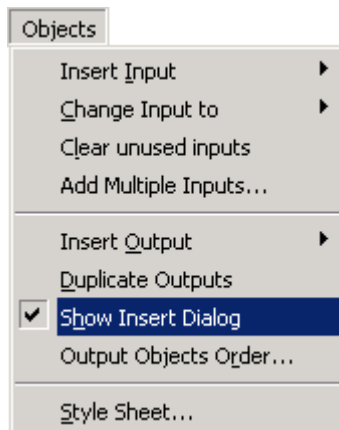 Objects
Insert Input
Change Input to
Clear unused inputs
Add Multiple Inputs...
Insert Output
Duplicate Outputs
Show Insert Dialog
Output Objects Order...
Style Sheet...